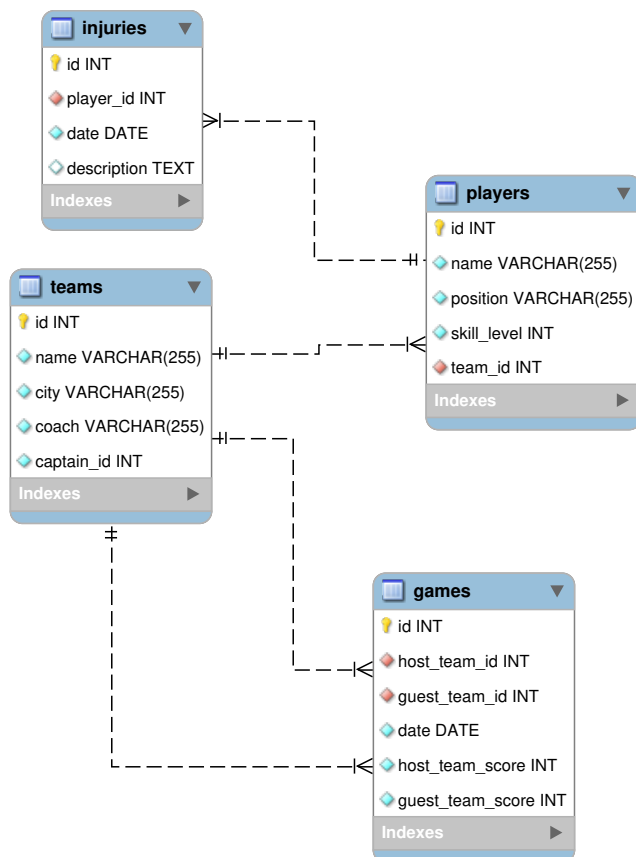 injuries
id INT
player_id INT
date DATE
description TEXT
Indexes
players
id INT
name VARCHAR(255)
position VARCHAR(255)
skill_level INT
team_id INT
Indexes
teams
id INT
name VARCHAR(255)
city VARCHAR(255)
coach VARCHAR(255)
captain_id INT
Indexes
games
id INT
host_team_id INT
guest_team_id INT
date DATE
host_team_score INT
guest_team_score INT
Indexes